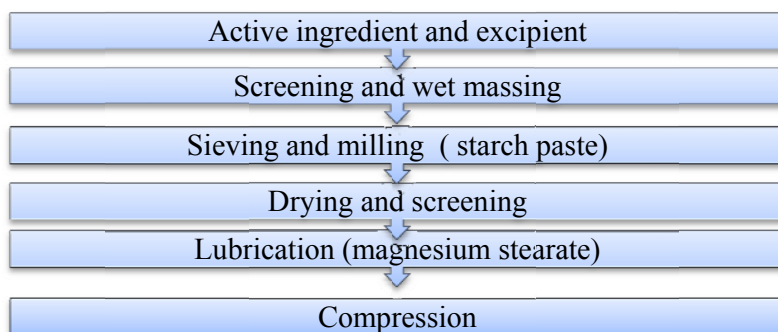 Active ingredient and excipient
Screening and wet massing
Sieving and milling ( starch paste)
Drying and screening
Lubrication (magnesium stearate)
Compression